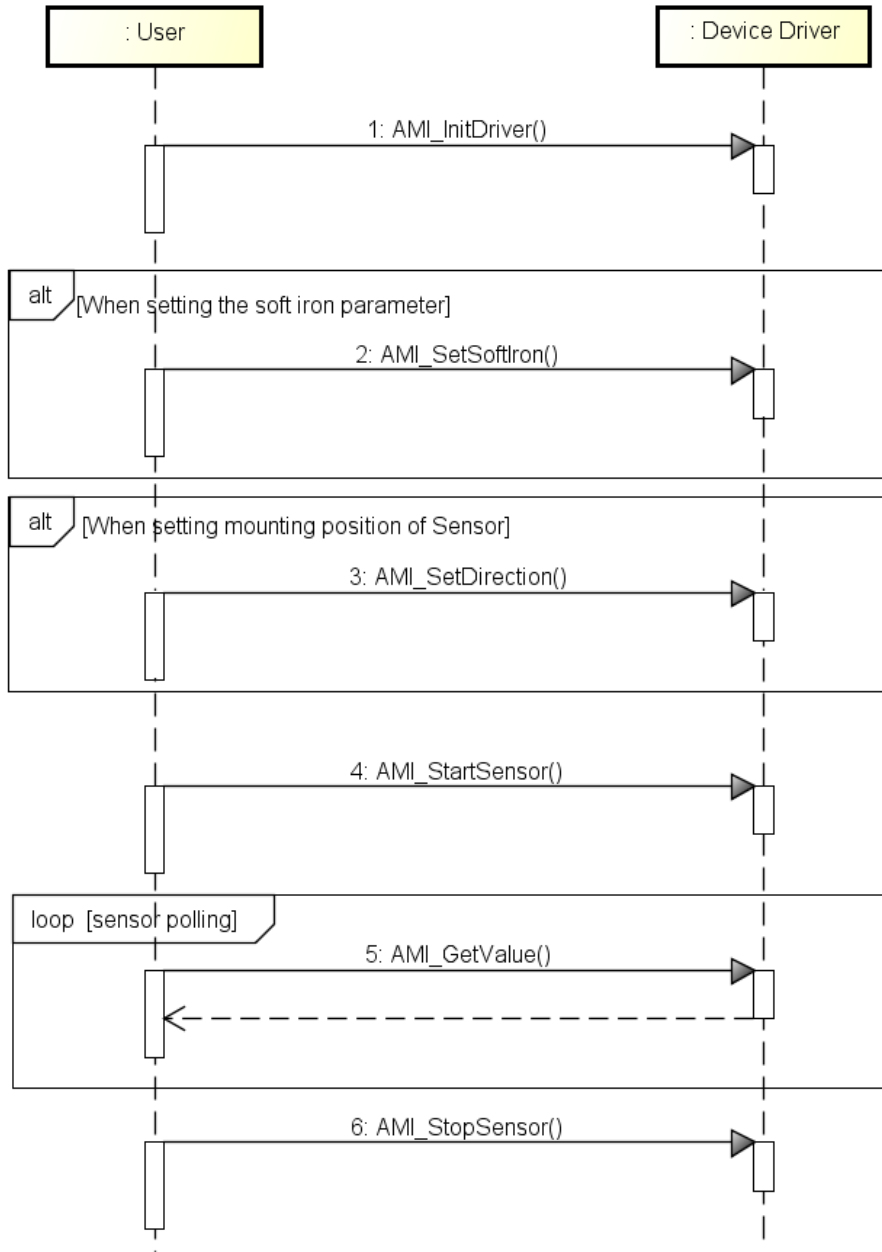 : User
: Device Driver
1: AMI_InitDriver()
alt
[When setting the soft iron parameter]
2: AMI_SetSoftIron()
alt
[When setting mounting position of Sensor]
3: AMI_SetDirection()
4: AMI_StartSensor()
loop [sensor polling]
5: AMI_GetValue()
6: AMI_StopSensor()